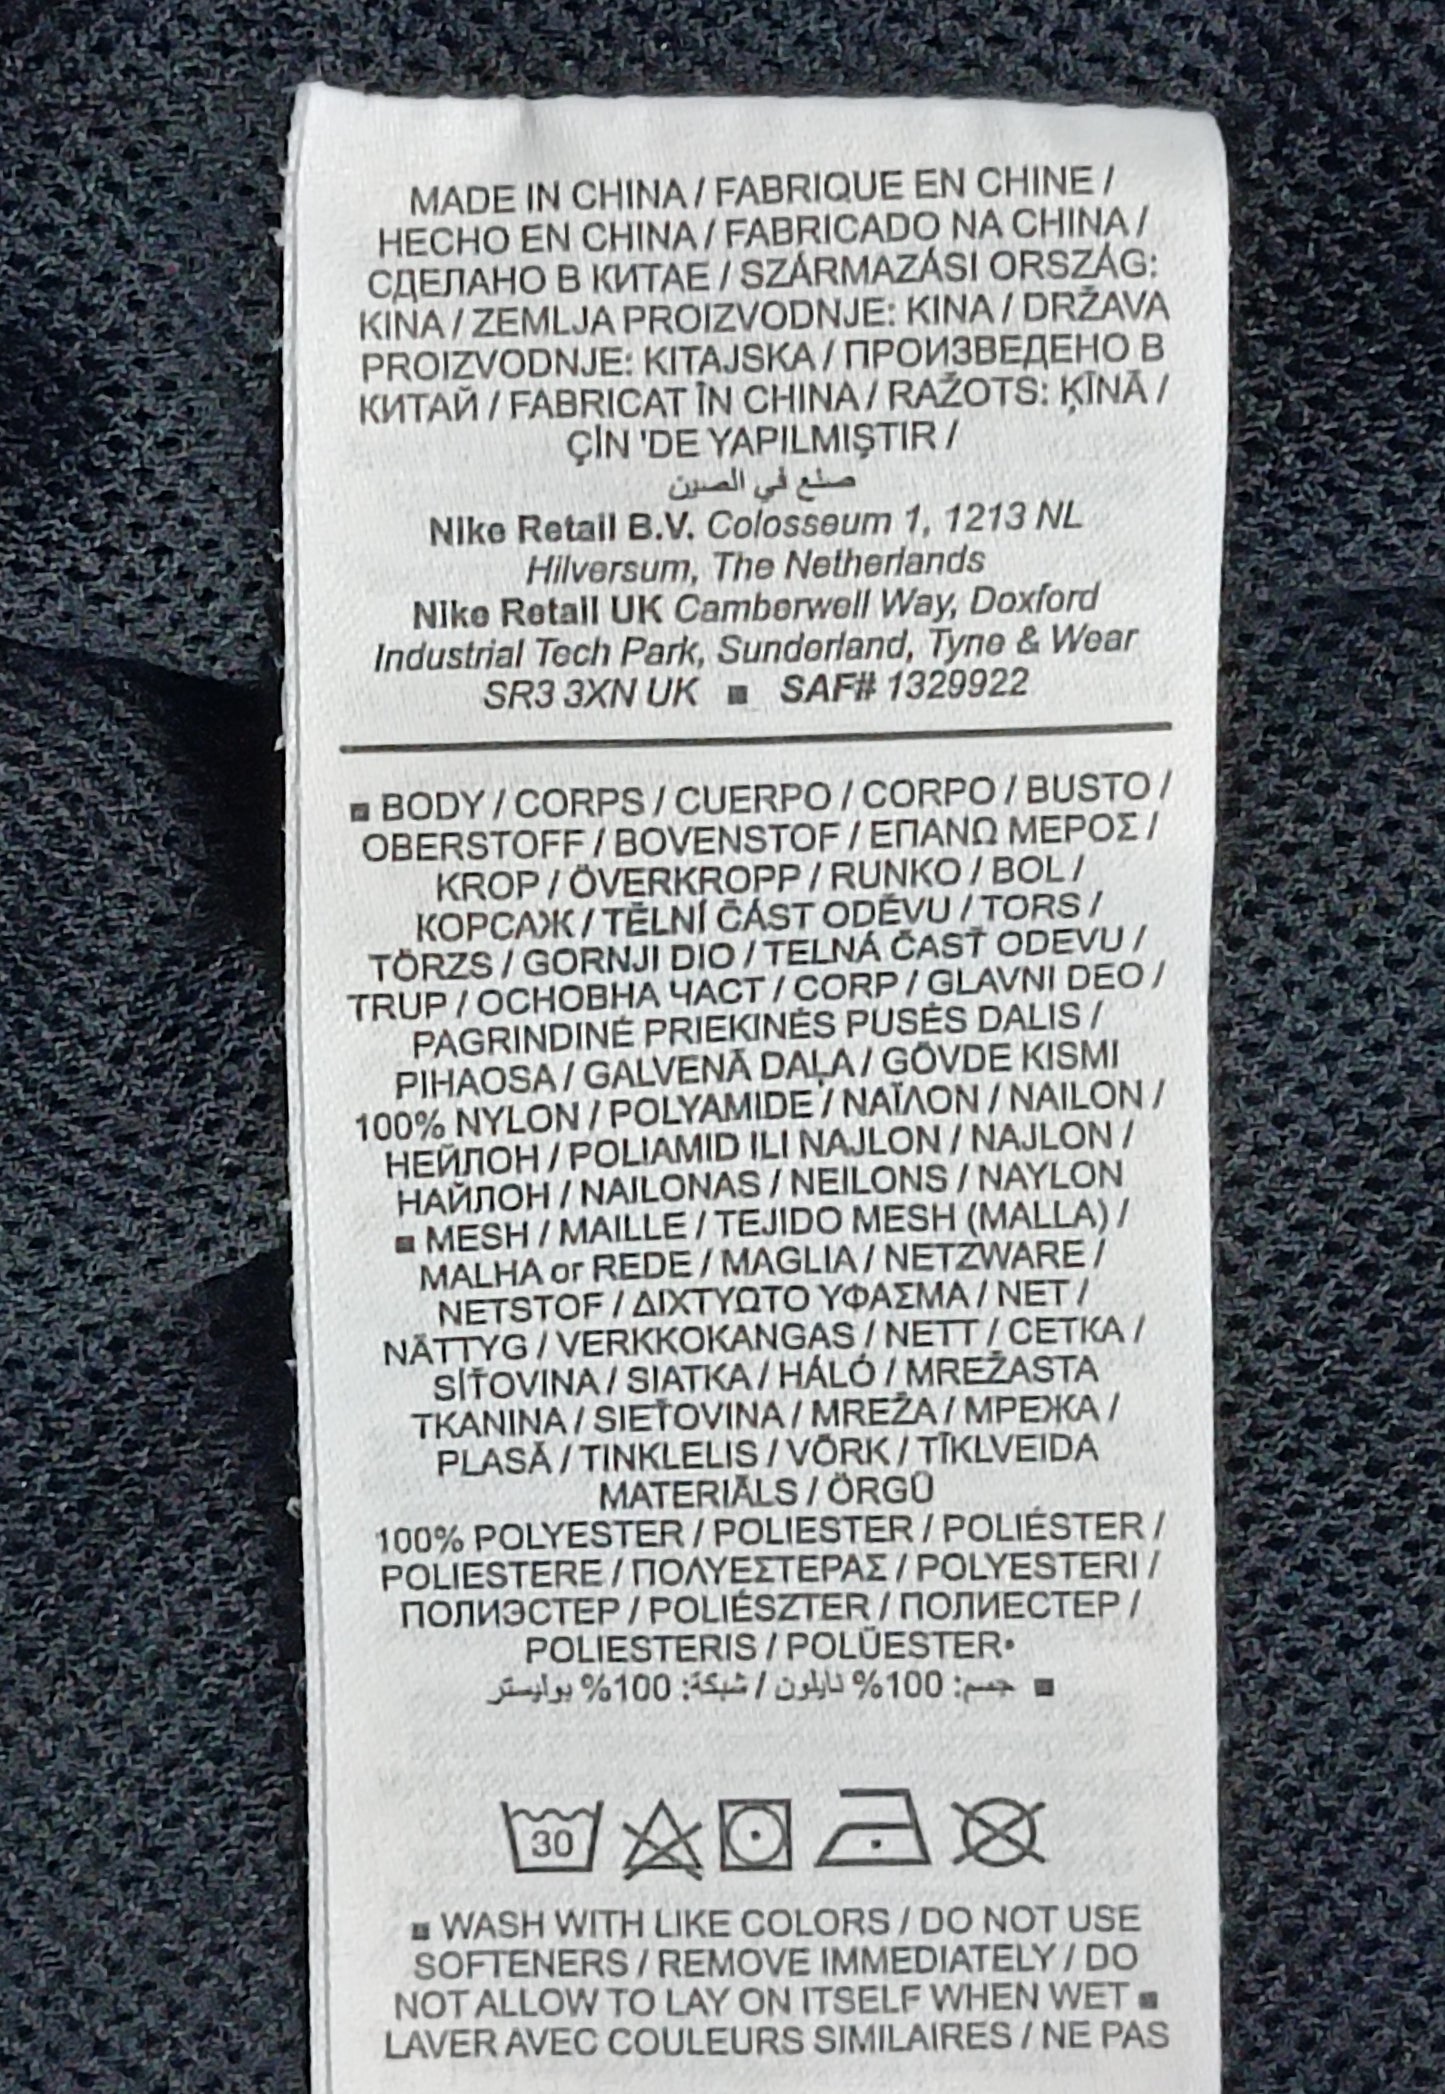 MADE IN CHINA / FABRIQUE EN CHINE /
HECHO EN CHINA / FABRICADO NA CHINA /
СДЕЛАНО В КИТАЕ / SZÁRMAZÁSI ORSZÁG:
KINA / ZEMLJA PROIZVODNJE: KINA / DRŽAVA
PROIZVODNJE: KITAJSKA / ПРОИЗВЕДЕНО В
КИТАЙ / FABRICAT ÎN CHINA / RAŽOTS: ĶĪNĀ /
ÇİN 'DE YAPILMIŞTIR /
صنع في الصين
Nike Retail B.V. Colosseum 1, 1213 NL
Hilversum, The Netherlands
Nike Retail UK Camberwell Way, Doxford
Industrial Tech Park, Sunderland, Tyne & Wear
SR3 3XN UK ■ SAF# 1329922
■ BODY / CORPS / CUERPO / CORPO / BUSTO /
OBERSTOFF / BOVENSTOF / ΕΠΑΝΩ ΜΕΡΟΣ /
KROP / ÖVERKROPP / RUNKO / BOL /
КОРСАЖ / TĚLNÍ ČÁST ODĚVU / TORS /
TÖRZS / GORNJI DIO / TELNÁ ČASŤ ODEVU /
TRUP / ОСНОВНА ЧАСТ / CORP / GLAVNI DEO /
PAGRINDINĖ PRIEKINĖS PUSĖS DALIS /
PIHAOSA / GALVENĀ DAĻA / GÖVDE KISMI
100% NYLON / POLYAMIDE / ΝΑΪΛΟΝ / NAILON /
НЕЙЛОН / POLIAMID ILI NAJLON / NAJLON /
НАЙЛОН / NAILONAS / NEILONS / NAYLON
■ MESH / MAILLE / TEJIDO MESH (MALLA) /
MALHA or REDE / MAGLIA / NETZWARE /
NETSTOF / ΔΙΧΤΥΩΤΟ ΥΦΑΣΜΑ / NET /
NÄTTYG / VERKKOKANGAS / NETT / СЕТКА /
SÍŤOVINA / SIATKA / HÁLÓ / MREŽASTA
TKANINA / SIEŤOVINA / MREŽA / МРЕЖА /
PLASĂ / TINKLELIS / VÕRK / TĪKLVEIDA
MATERIĀLS / ÖRGÜ
100% POLYESTER / POLIESTER / POLIÉSTER /
POLIESTERE / ΠΟΛΥΕΣΤΕΡΑΣ / POLYESTERI /
ПОЛИЭСТЕР / POLIÉSZTER / ПОЛИЕСТЕР /
POLIESTERIS / POLÜESTER•
■ جسم: 100% نايلون / شبكة: 100% بوليستر
30
■ WASH WITH LIKE COLORS / DO NOT USE
SOFTENERS / REMOVE IMMEDIATELY / DO
NOT ALLOW TO LAY ON ITSELF WHEN WET ■
LAVER AVEC COULEURS SIMILAIRES / NE PAS